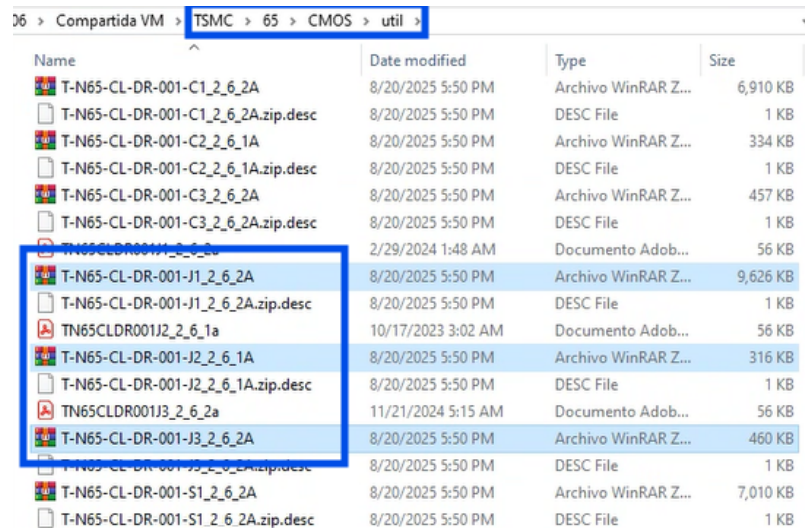 06 > Compartida VM > TSMC > 65 > CMOS > util >
Name Date modified Type Size
T-N65-CL-DR-001-C1_2_6_2A 8/20/2025 5:50 PM Archivo WinRAR Z... 6,910 KB
T-N65-CL-DR-001-C1_2_6_2A.zip.desc 8/20/2025 5:50 PM DESC File 1 KB
T-N65-CL-DR-001-C2_2_6_1A 8/20/2025 5:50 PM Archivo WinRAR Z... 334 KB
T-N65-CL-DR-001-C2_2_6_1A.zip.desc 8/20/2025 5:50 PM DESC File 1 KB
T-N65-CL-DR-001-C3_2_6_2A 8/20/2025 5:50 PM Archivo WinRAR Z... 457 KB
T-N65-CL-DR-001-C3_2_6_2A.zip.desc 8/20/2025 5:50 PM DESC File 1 KB
TN65CLDR001J1_2_6_2a 2/29/2024 1:48 AM Documento Adob... 56 KB
T-N65-CL-DR-001-J1_2_6_2A 8/20/2025 5:50 PM Archivo WinRAR Z... 9,626 KB
T-N65-CL-DR-001-J1_2_6_2A.zip.desc 8/20/2025 5:50 PM DESC File 1 KB
TN65CLDR001J2_2_6_1a 10/17/2023 3:02 AM Documento Adob... 56 KB
T-N65-CL-DR-001-J2_2_6_1A 8/20/2025 5:50 PM Archivo WinRAR Z... 316 KB
T-N65-CL-DR-001-J2_2_6_1A.zip.desc 8/20/2025 5:50 PM DESC File 1 KB
TN65CLDR001J3_2_6_2a 11/21/2024 5:15 AM Documento Adob... 56 KB
T-N65-CL-DR-001-J3_2_6_2A 8/20/2025 5:50 PM Archivo WinRAR Z... 460 KB
T-N65-CL-DR-001-J3_2_6_2A.zip.desc 8/20/2025 5:50 PM DESC File 1 KB
T-N65-CL-DR-001-S1_2_6_2A 8/20/2025 5:50 PM Archivo WinRAR Z... 7,010 KB
T-N65-CL-DR-001-S1_2_6_2A.zip.desc 8/20/2025 5:50 PM DESC File 1 KB